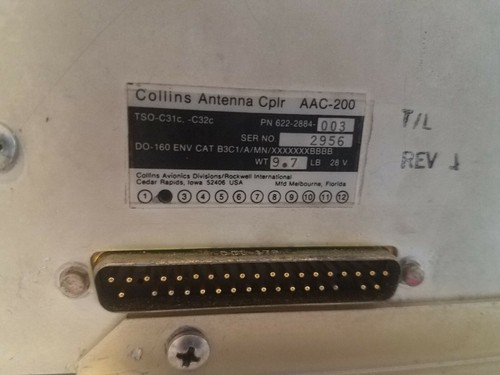 Collins Antenna Cplr AAC-200
TSO-C31c, -C32c PN 622-2884-003
SER NO. 2956
DO-160 ENV CAT B3C1/A/MN/XXXXXXXBBBB
WT 9.7 LB 28 V
Collins Avionics Divisions/Rockwell International
Cedar Rapids, Iowa 52406 USA Mfd Melbourne, Florida
1 3 4 5 6 7 8 9 10 11 12
T/L
REV 1